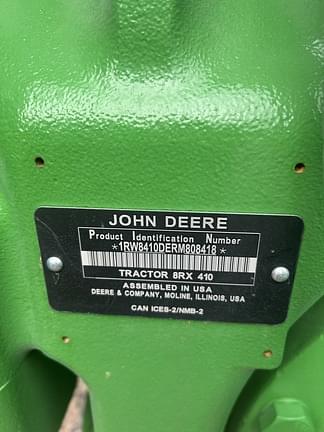 JOHN DEERE
Product Identification Number
*1RW8410DERM808418*
TRACTOR 8RX 410
ASSEMBLED IN USA
DEERE & COMPANY, MOLINE, ILLINOIS, USA
CAN ICES-2/NMB-2